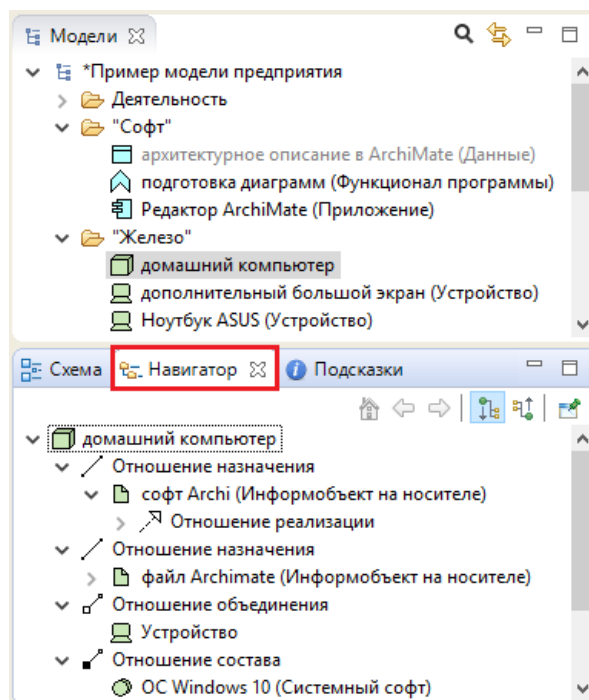 Модели
*Пример модели предприятия
Деятельность
"Софт"
архитектурное описание в ArchiMate (Данные)
подготовка диаграмм (Функционал программы)
Редактор ArchiMate (Приложение)
"Железо"
домашний компьютер
дополнительный большой экран (Устройство)
Ноутбук ASUS (Устройство)
Схема Навигатор Подсказки
домашний компьютер
Отношение назначения
софт Archi (Информобъект на носителе)
Отношение реализации
Отношение назначения
файл Archimate (Информобъект на носителе)
Отношение объединения
Устройство
Отношение состава
ОС Windows 10 (Системный софт)